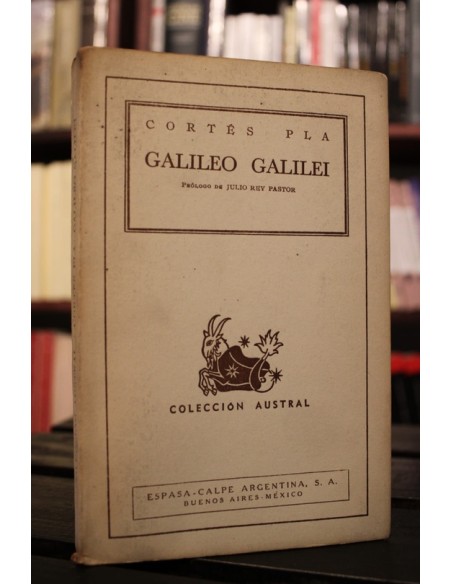 CORTÉS PLA
GALILEO GALILEI
PRÓLOGO DE JULIO REY PASTOR
COLECCIÓN AUSTRAL
ESPASA-CALPE ARGENTINA, S. A.
BUENOS AIRES-MÉXICO